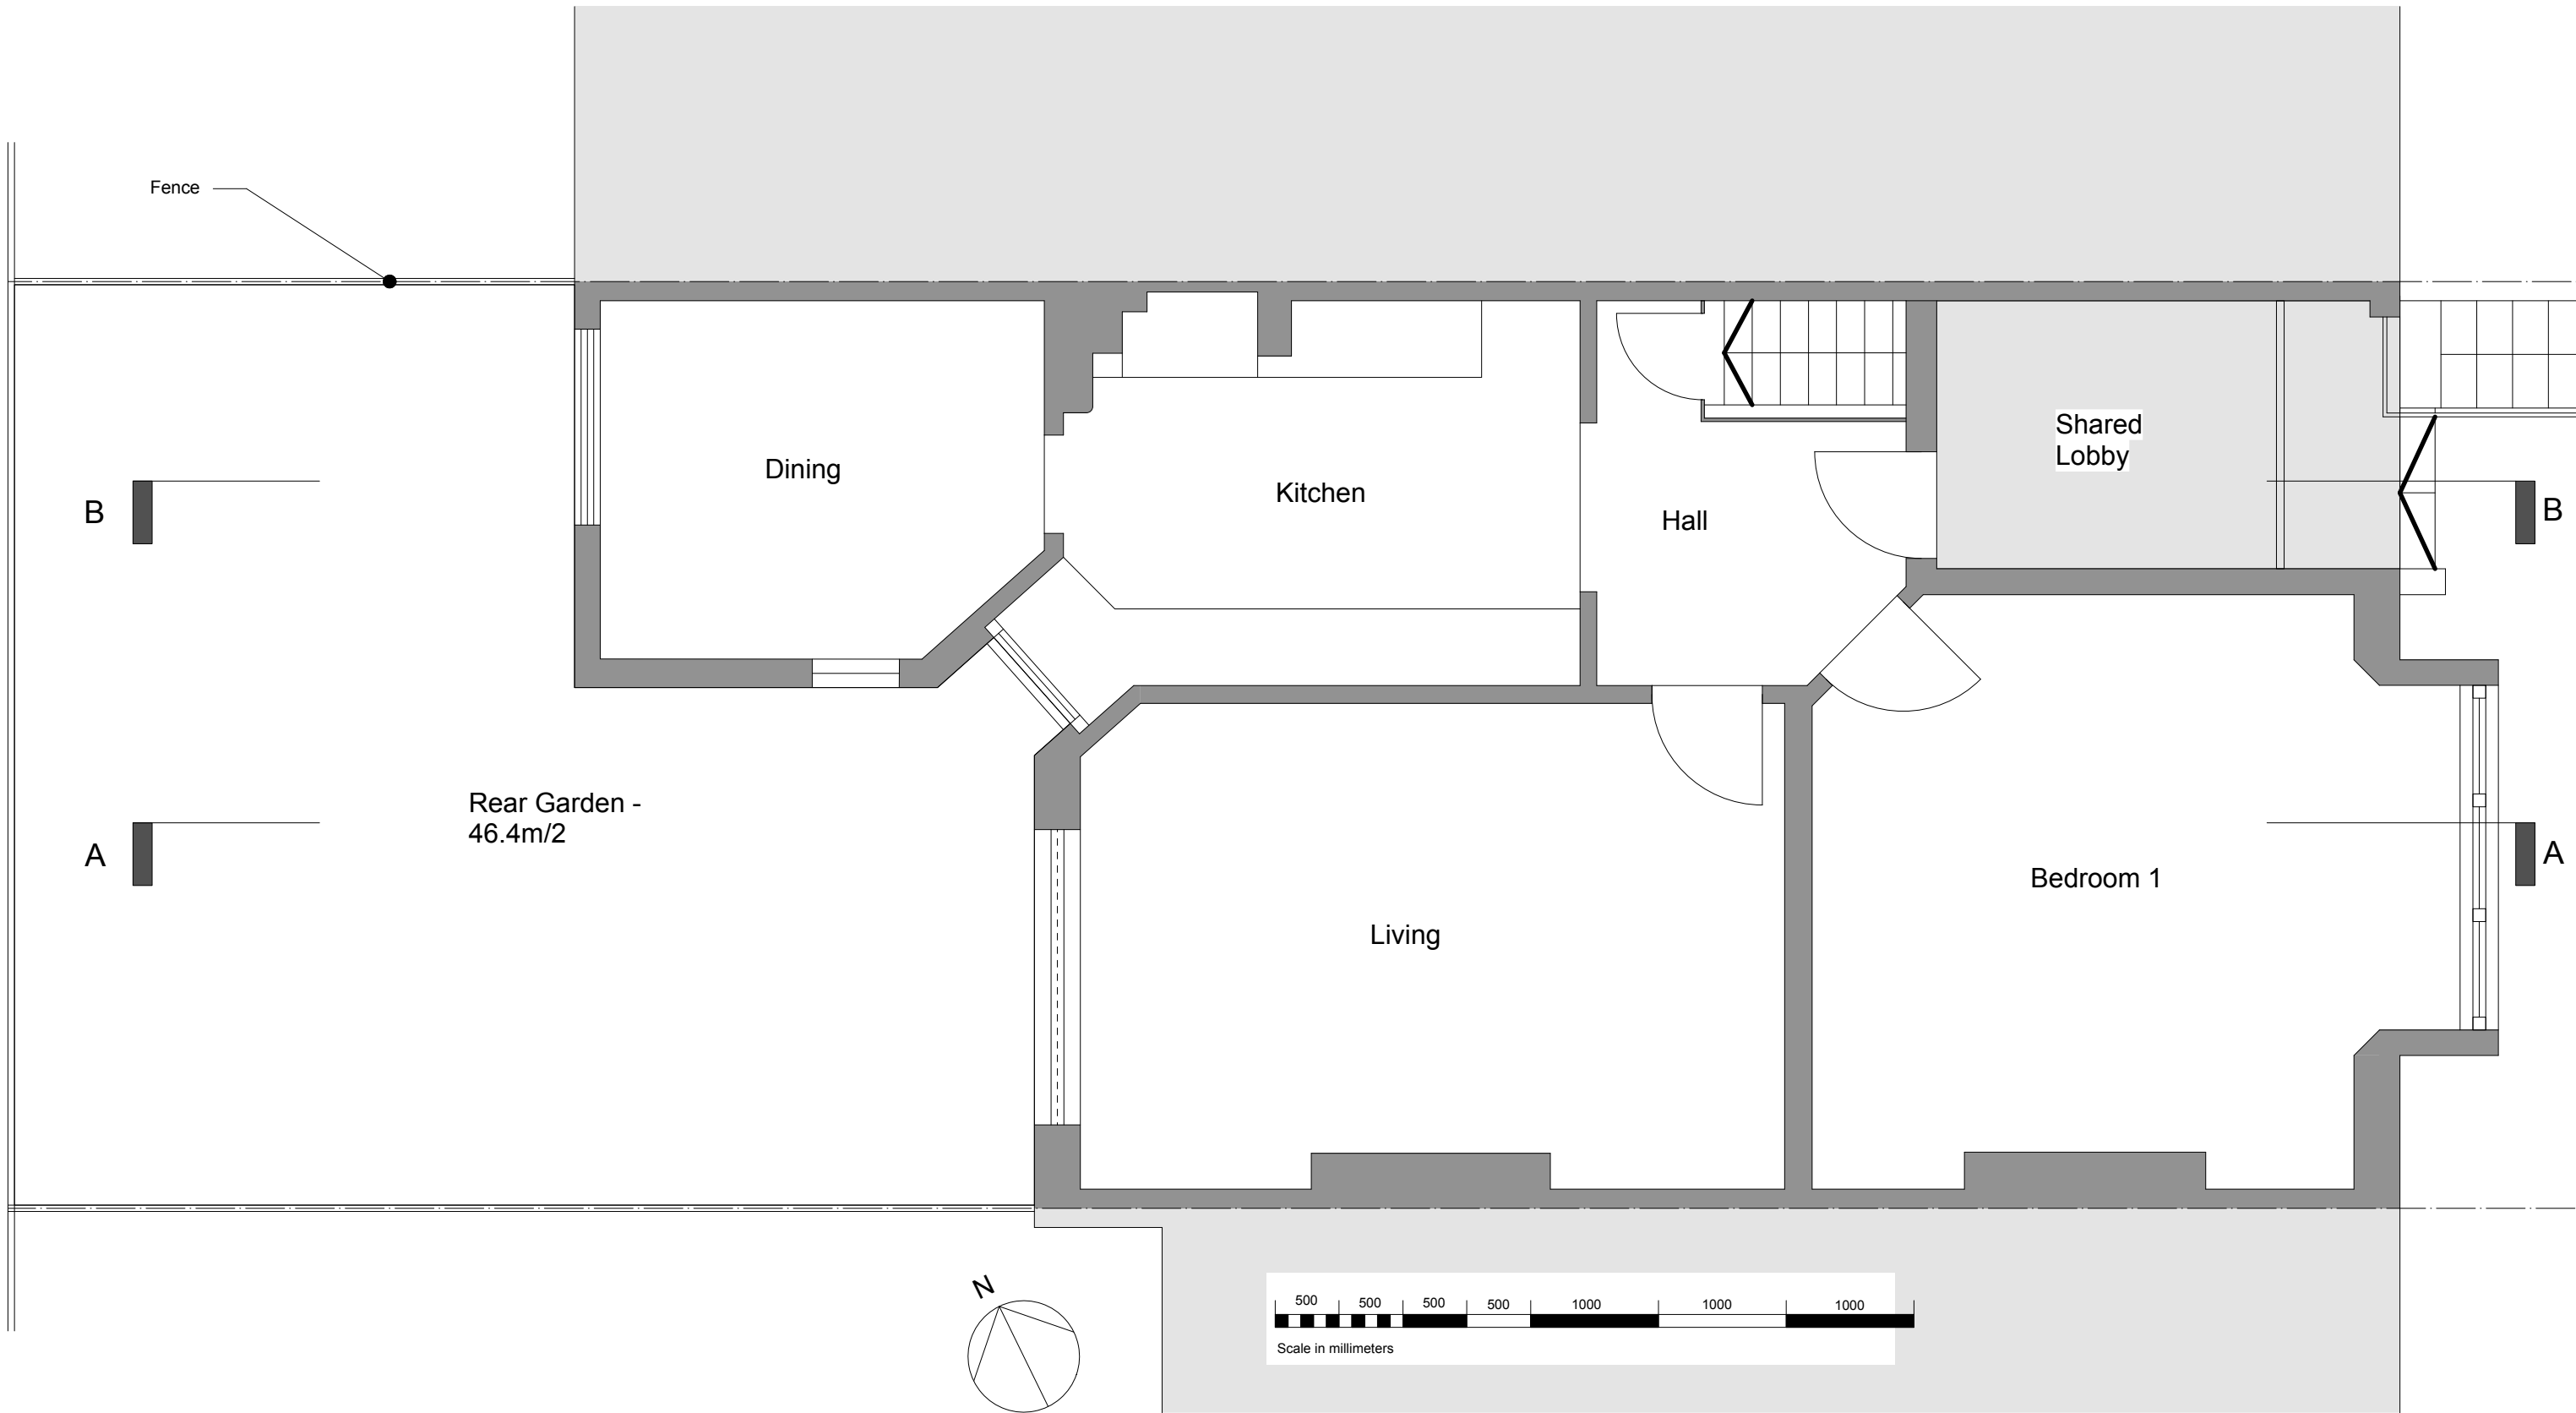 Fence
Shared
Lobby
Dining
Kitchen
Hall
B
B
Rear Garden -
46.4m/2
A
A
Bedroom 1
Living
N
500 500 500 500 1000 1000 1000
Scale in millimeters